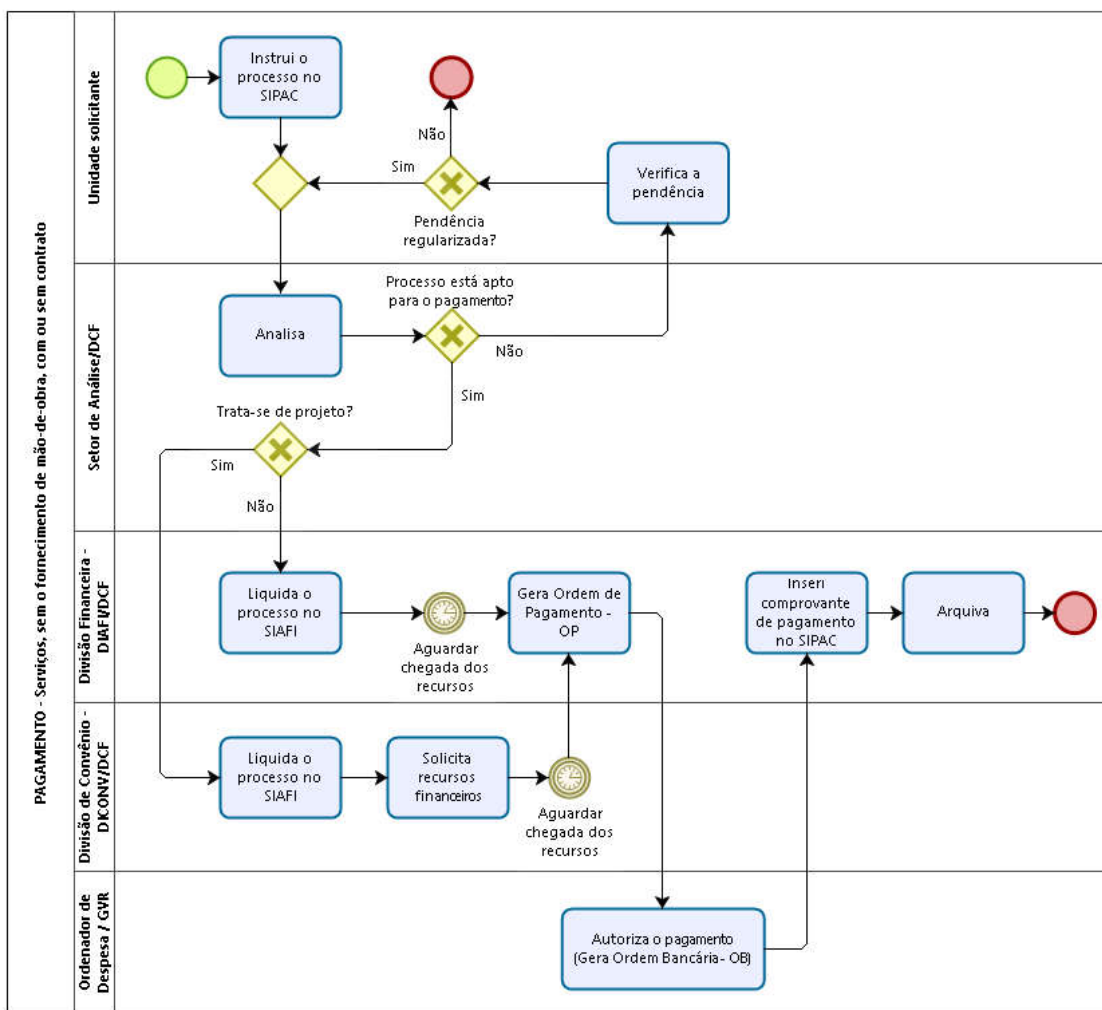 PAGAMENTO - Serviços, sem o fornecimento de mão-de-obra, com ou sem contrato
Unidade solicitante
Instrui o
processo no
SIPAC
Não
Sim
Pendência
regularizada?
Verifica a
pendência
Setor de Análise/DCF
Analisa
Processo está apto
para o pagamento?
Não
Sim
Trata-se de projeto?
Sim
Não
Divisão Financeira -
DIAFI/DCF
Liquida o
processo no
SIAFI
Aguardar
chegada dos
recursos
Gera Ordem de
Pagamento -
OP
Inseri
comprovante
de pagamento
no SIPAC
Arquiva
Divisão de Convênio -
DICONV/DCF
Liquida o
processo no
SIAFI
Solicita
recursos
financeiros
Aguardar
chegada dos
recursos
Ordenador de
Despesa / GVR
Autoriza o pagamento
(Gera Ordem Bancária- OB)